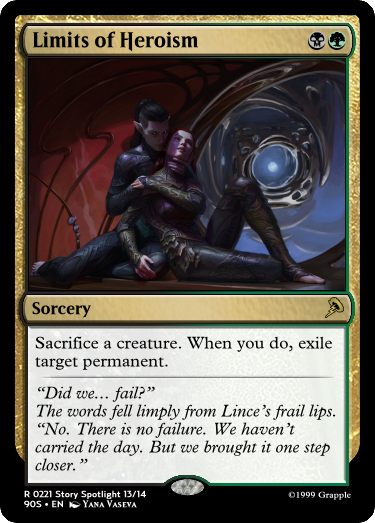 Limits of Heroism
Sorcery
Sacrifice a creature. When you do, exile
target permanent.
“Did we... fail?”
The words fell limply from Lince’s frail lips.
“No. There is no failure. We haven’t
carried the day. But we brought it one step
closer.”
R 0221 Story Spotlight 13/14
90S • EN Yana Vaseva
©1999 Grapple